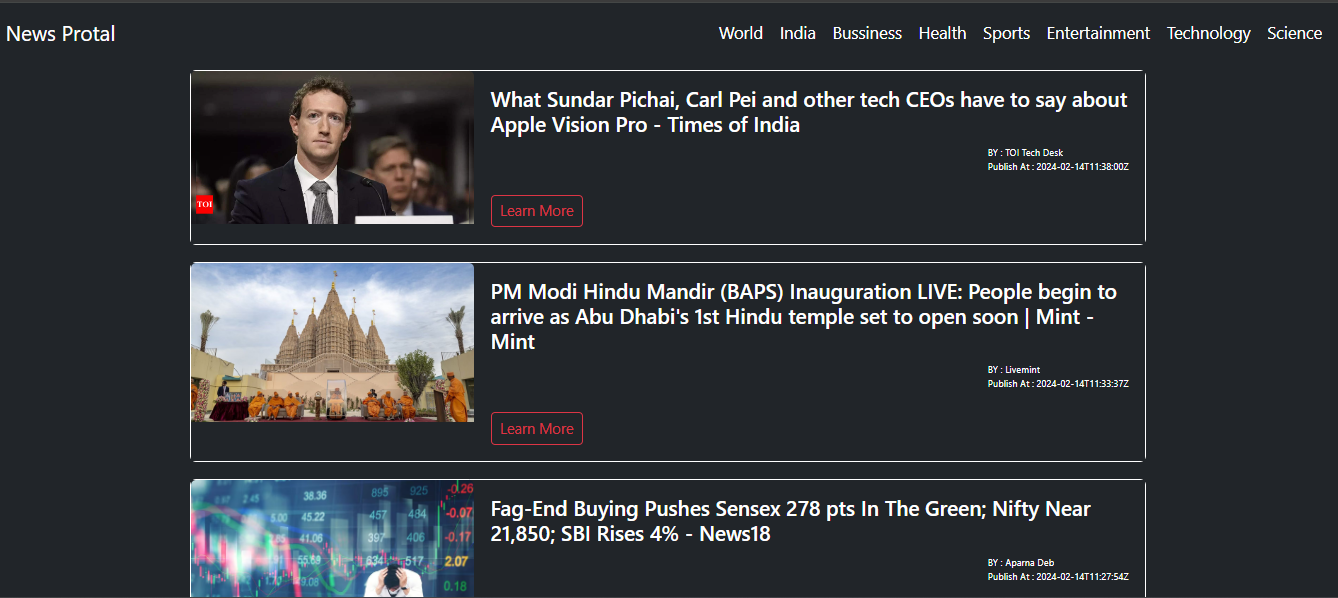 News Protal
World India Bussiness Health Sports Entertainment Technology Science
TOI
What Sundar Pichai, Carl Pei and other tech CEOs have to say about
Apple Vision Pro - Times of India
BY : TOI Tech Desk
Publish At : 2024-02-14T11:38:00Z
Learn More
PM Modi Hindu Mandir (BAPS) Inauguration LIVE: People begin to
arrive as Abu Dhabi's 1st Hindu temple set to open soon | Mint -
Mint
BY : Livemint
Publish At : 2024-02-14T11:33:37Z
Learn More
38.36 895 925 -0.26
5.00 45.22 457 484 -0.07
41.06 397 406 -0.17
517 2.07
0.18
Fag-End Buying Pushes Sensex 278 pts In The Green; Nifty Near
21,850; SBI Rises 4% - News18
BY : Aparna Deb
Publish At : 2024-02-14T11:27:54Z